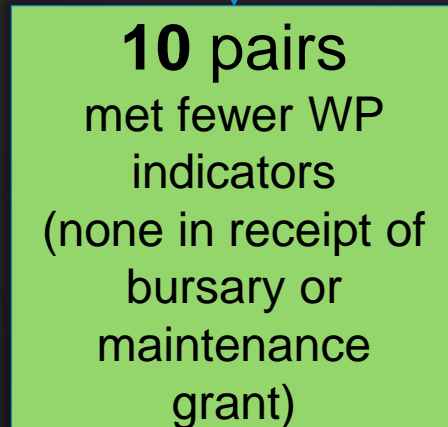 10 pairs
met fewer WP
indicators
(none in receipt of
bursary or
maintenance
grant)